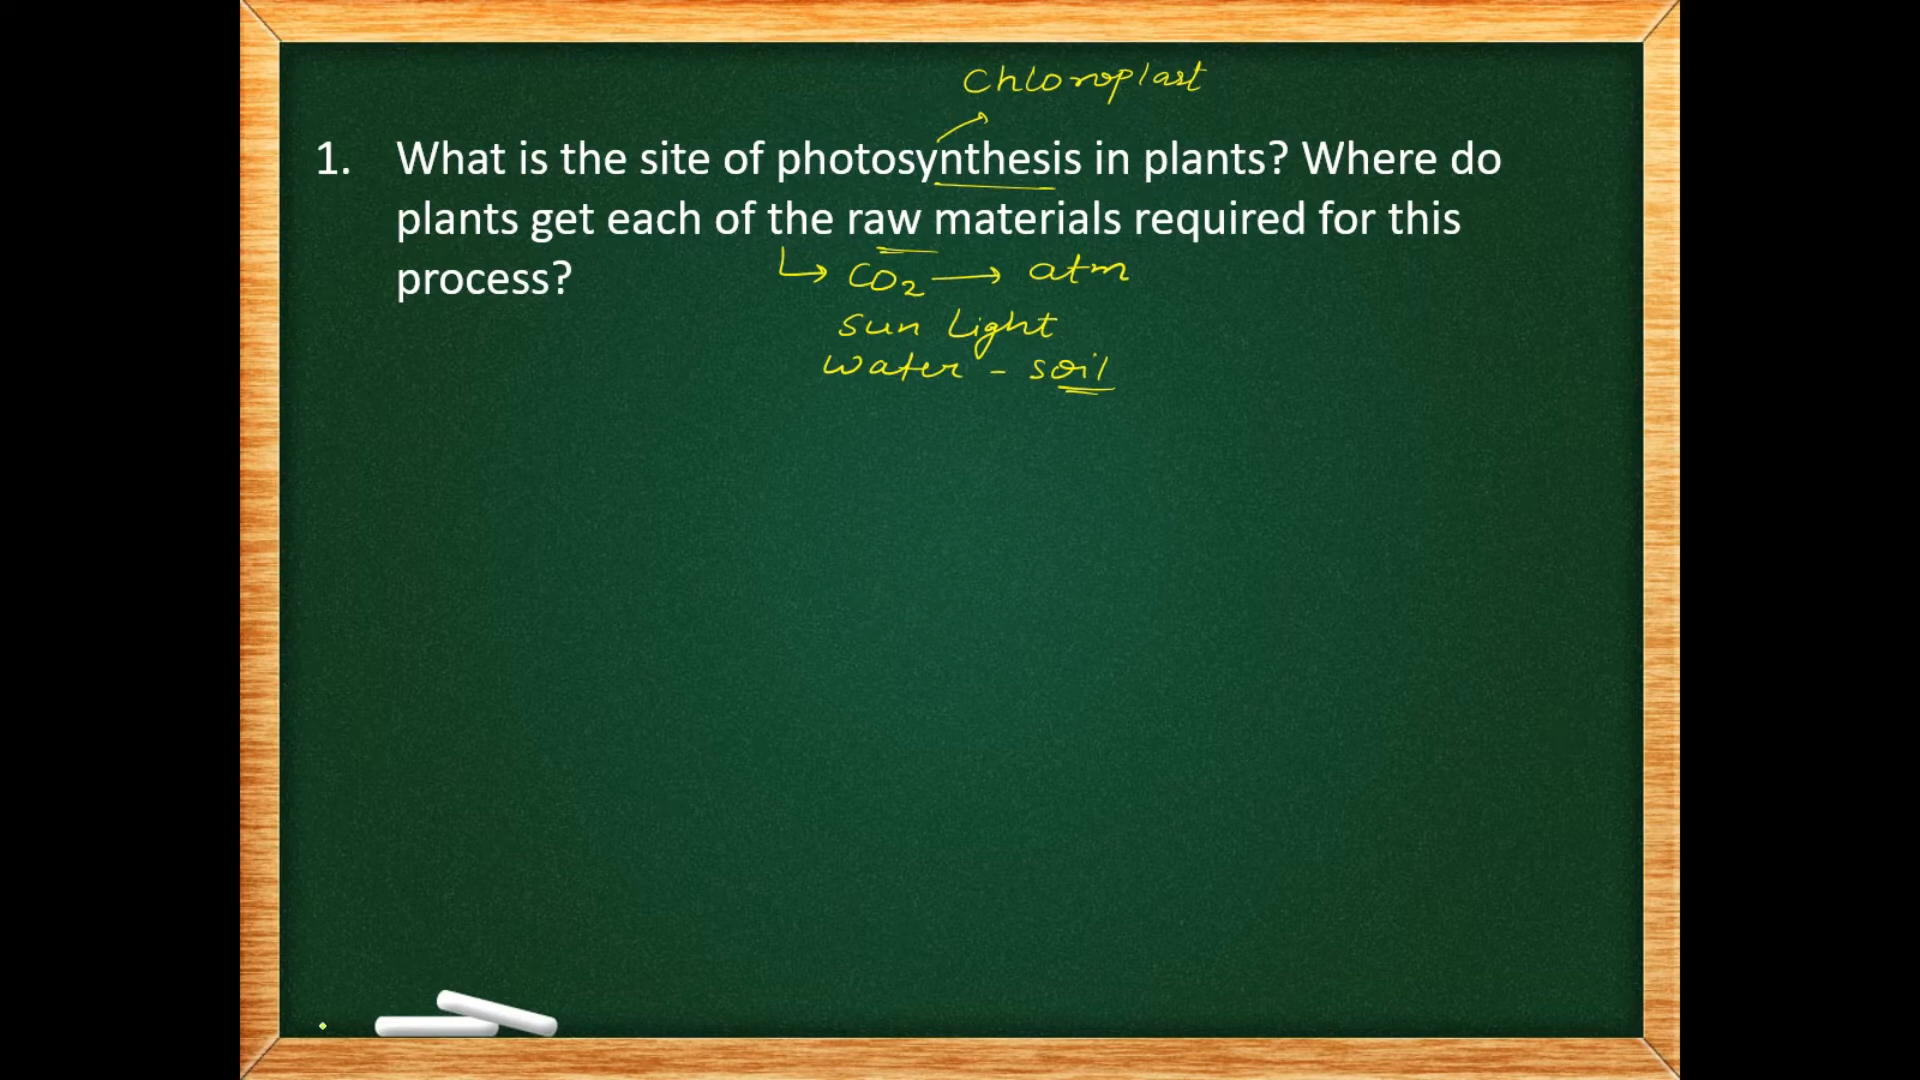 Chloroplast
1. What is the site of photosynthesis in plants? Where do
plants get each of the raw materials required for this
process?
CO2 → atm
Sun Light
Water - Soil